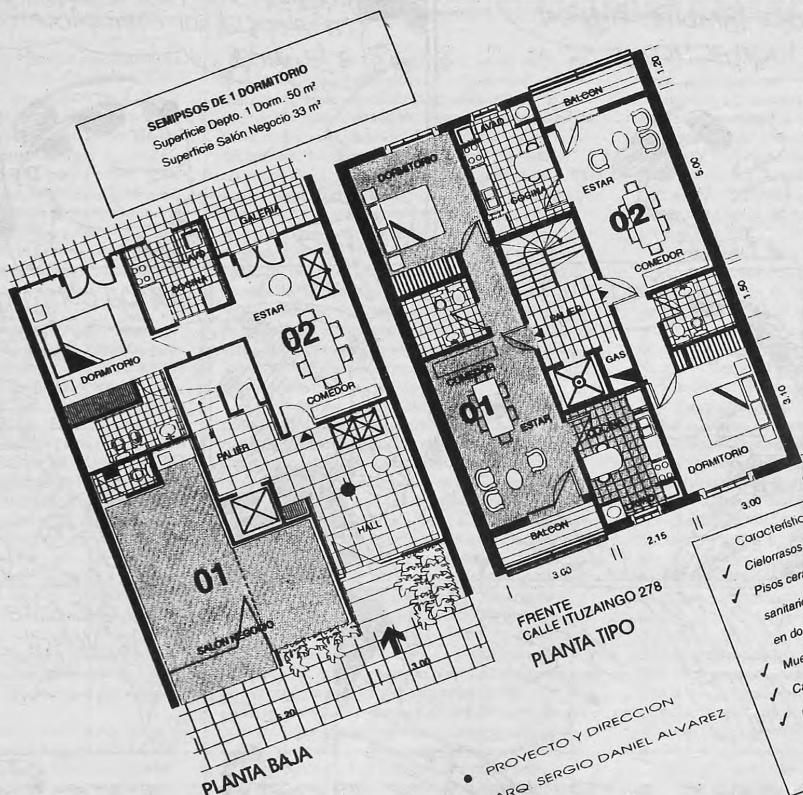 SEMIPISOS DE 1 DORMITORIO
Superficie Depto. 1 Dorm. 50 m²
Superficie Salón Negocio 33 m²
GALERIA
LAVAD
COCINA
ESTAR
02
DORMITORIO
COMEDOR
PALIER
HALL
01
SALON NEGOCIO
5.20
3.00
PLANTA BAJA
BALCON
1.20
LAVAD
DORMITORIO
COCINA
ESTAR
5.00
02
COMEDOR
PALIER
1.50
GAS
COMEDOR
01
ESTAR
COCINA
3.10
DORMITORIO
BALCON
3.00
2.15
3.00
FRENTE
CALLE ITUZAINGO 278
PLANTA TIPO
Cielorrasos
Pisos
en
• PROYECTO Y DIRECCION
ARQ. SERGIO DANIEL ALVAREZ